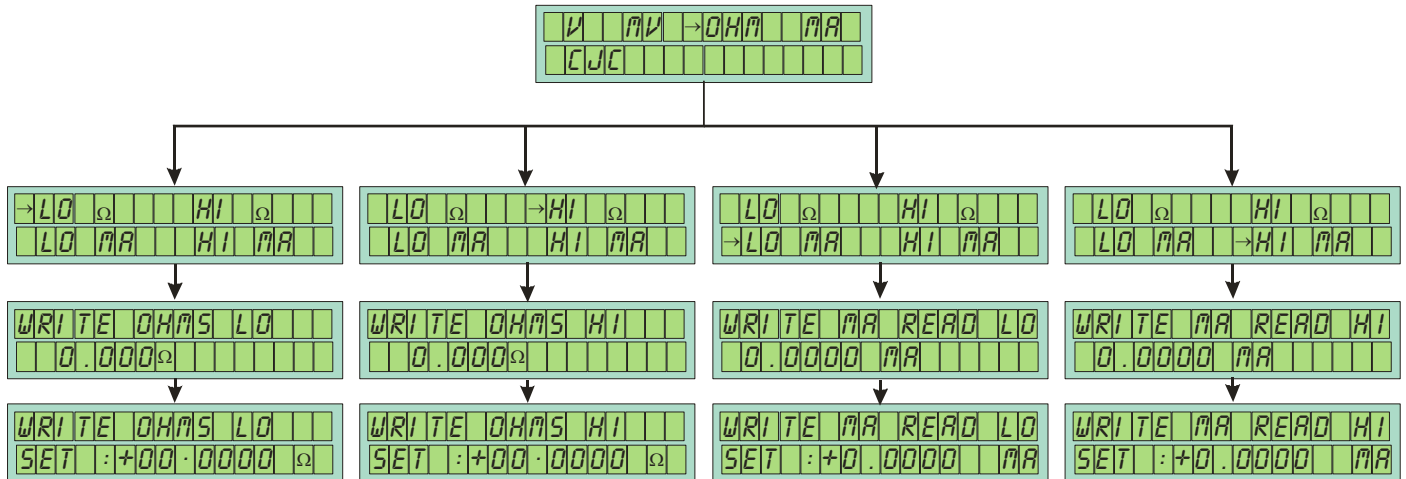 V MV →OHM MA
CJC
→LO Ω HI Ω
LO MA HI MA
WRITE OHMS LO
0.000Ω
WRITE OHMS LO
SET :+00.0000 Ω
LO Ω →HI Ω
LO MA HI MA
WRITE OHMS HI
0.000Ω
WRITE OHMS HI
SET :+00.0000 Ω
LO Ω HI Ω
→LO MA HI MA
WRITE MA READ LO
0.0000 MA
WRITE MA READ LO
SET :+0.0000 MA
LO Ω HI Ω
LO MA →HI MA
WRITE MA READ HI
0.0000 MA
WRITE MA READ HI
SET :+0.0000 MA